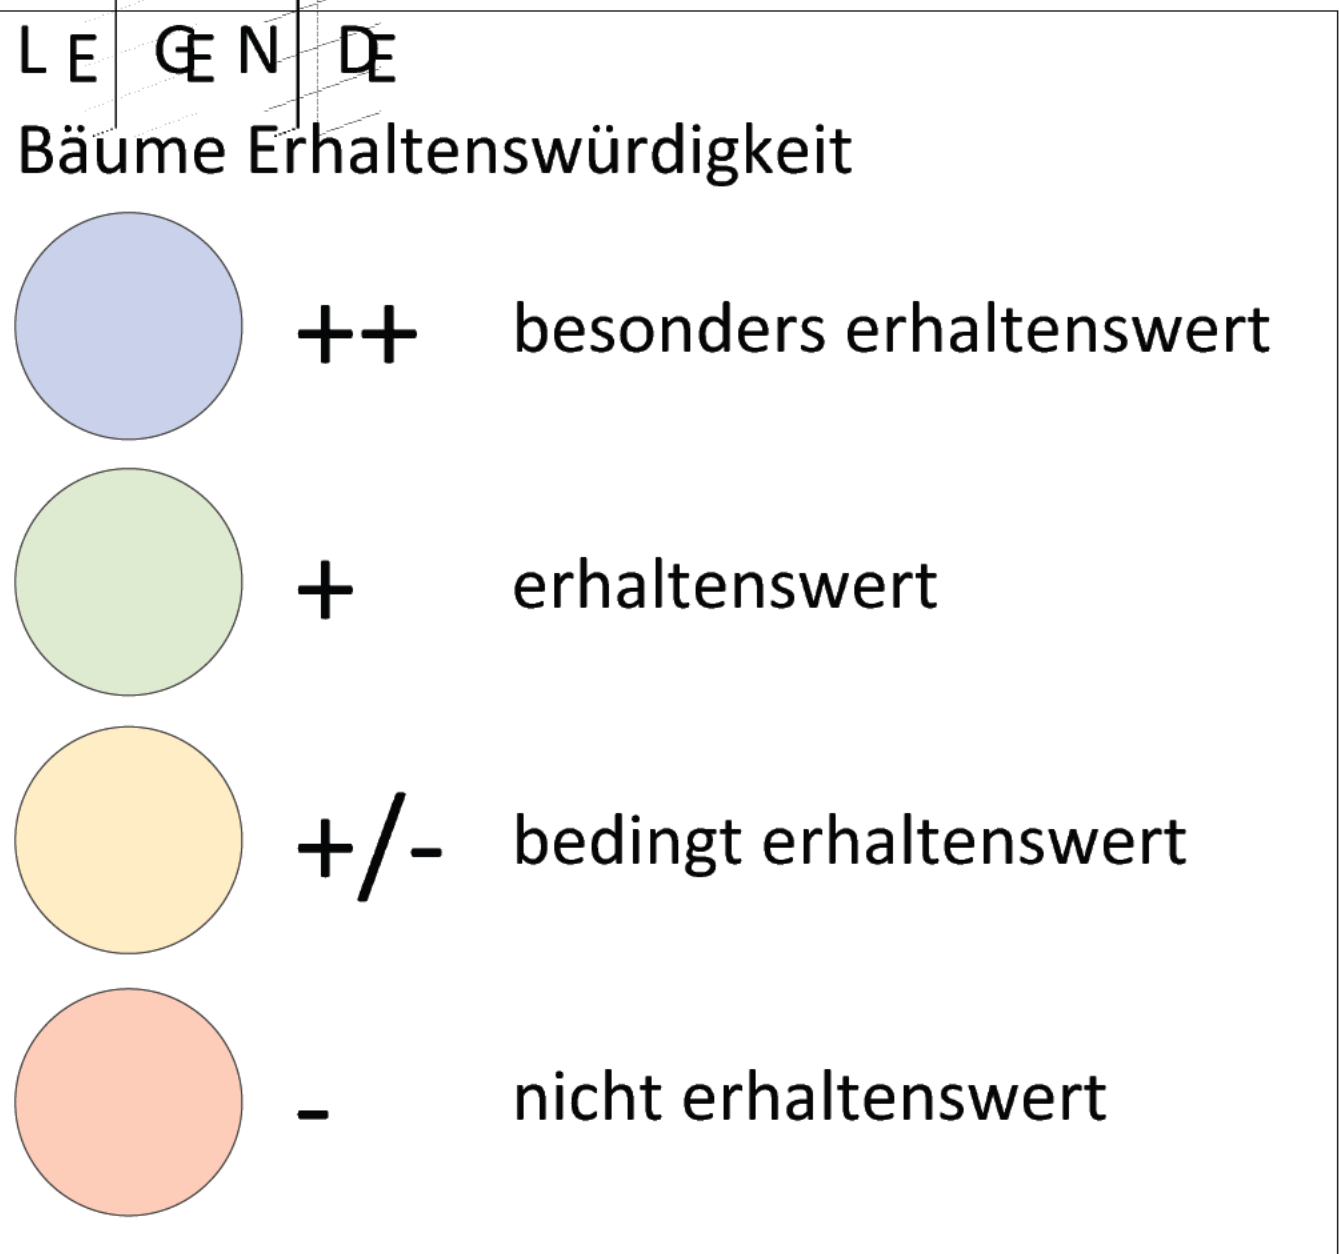 LEGENDE
Bäume Erhaltenswürdigkeit
++ besonders erhaltenswert
+ erhaltenswert
+/- bedingt erhaltenswert
- nicht erhaltenswert